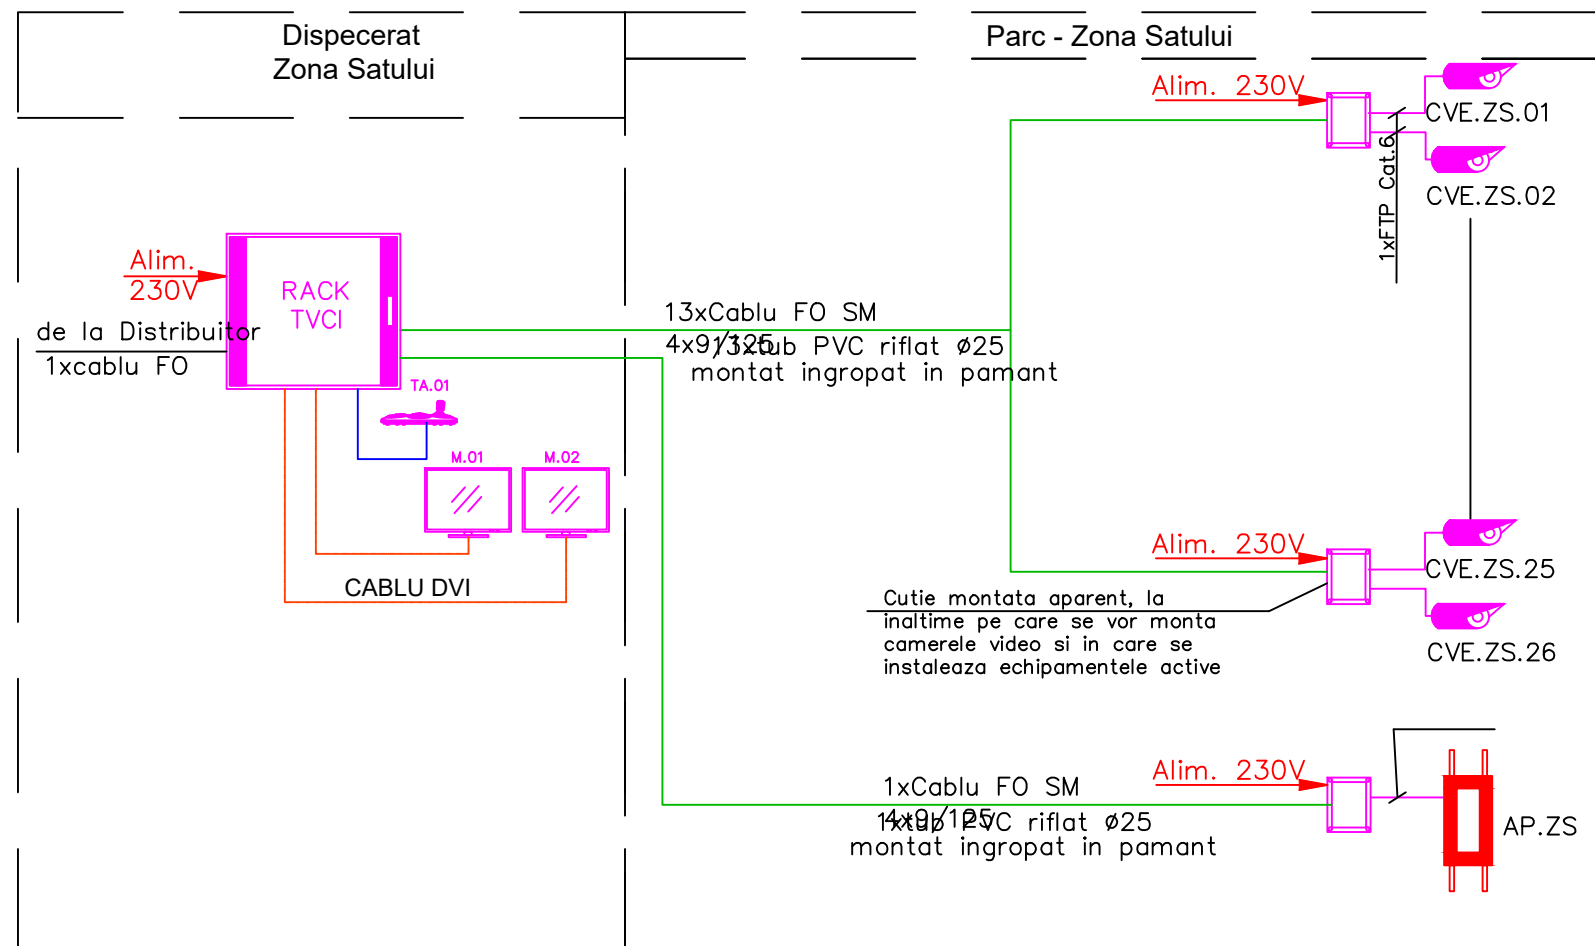 Dispecerat
Zona Satului
Parc - Zona Satului
Alim. 230V
CVE.ZS.01
1xFTP Cat.6
CVE.ZS.02
Alim.
230V
RACK
TVCI
de la Distribuitor
1xcablu FO
13xCablu FO SM
4x9/125
13xtub PVC riflat ø25
montat ingropat in pamant
TA.01
M.01
M.02
CABLU DVI
Alim. 230V
CVE.ZS.25
Cutie montata aparent, la
inaltime pe care se vor monta
camerele video si in care se
instaleaza echipamentele active
CVE.ZS.26
Alim. 230V
1xCablu FO SM
4x9/125
1xtub PVC riflat ø25
montat ingropat in pamant
AP.ZS